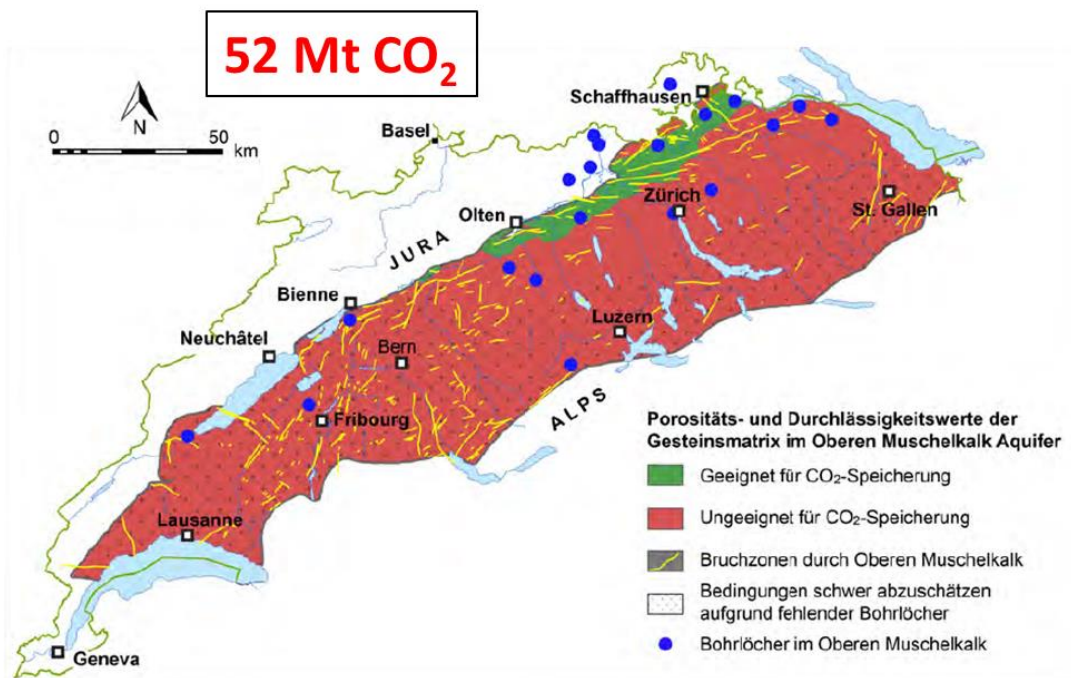 52 Mt CO₂
N
0 50
km
Schaffhausen
Basel
Zürich
St. Gallen
Olten
JURA
Bienne
Luzern
Neuchâtel
Bern
ALPS
Fribourg
Lausanne
Geneva
Porositäts- und Durchlässigkeitswerte der
Gesteinsmatrix im Oberen Muschelkalk Aquifer
Geeignet für CO₂-Speicherung
Ungeeignet für CO₂-Speicherung
Bruchzonen durch Oberen Muschelkalk
Bedingungen schwer abzuschätzen
aufgrund fehlender Bohrlöcher
Bohrlöcher im Oberen Muschelkalk